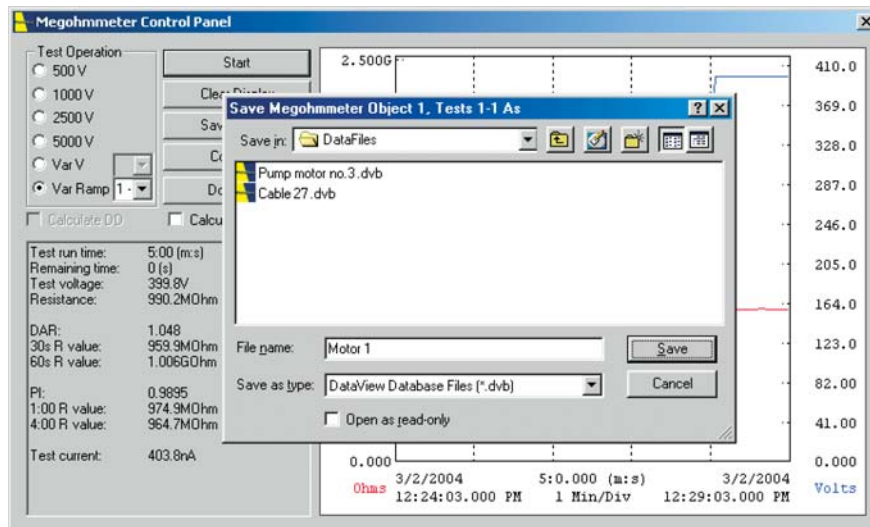 Megohmmeter Control Panel
Test Operation
500 V
1000 V
2500 V
5000 V
Var V
Var Ramp 1 -
Calculate DD
Start
Save Megohmmeter Object 1, Tests 1-1 As
Save in: DataFiles
Pump motor no.3.dvb
Cable 27.dvb
File name: Motor 1
Save
Save as type: DataView Database Files (*.dvb)
Cancel
Open as read-only
Test run time: 5:00 (m:s)
Remaining time: 0 (s)
Test voltage: 399.8V
Resistance: 990.2MOhm
DAR: 1.048
30s R value: 959.9MOhm
60s R value: 1.006GOhm
PI: 0.9895
1:00 R value: 974.9MOhm
4:00 R value: 964.7MOhm
Test current: 403.8nA
2.500G
0.000
Ohms
410.0
369.0
328.0
287.0
246.0
205.0
164.0
123.0
82.00
41.00
0.000
Volts
3/2/2004 5:0.000 (m:s) 3/2/2004
12:24:03.000 PM 1 Min/Div 12:29:03.000 PM